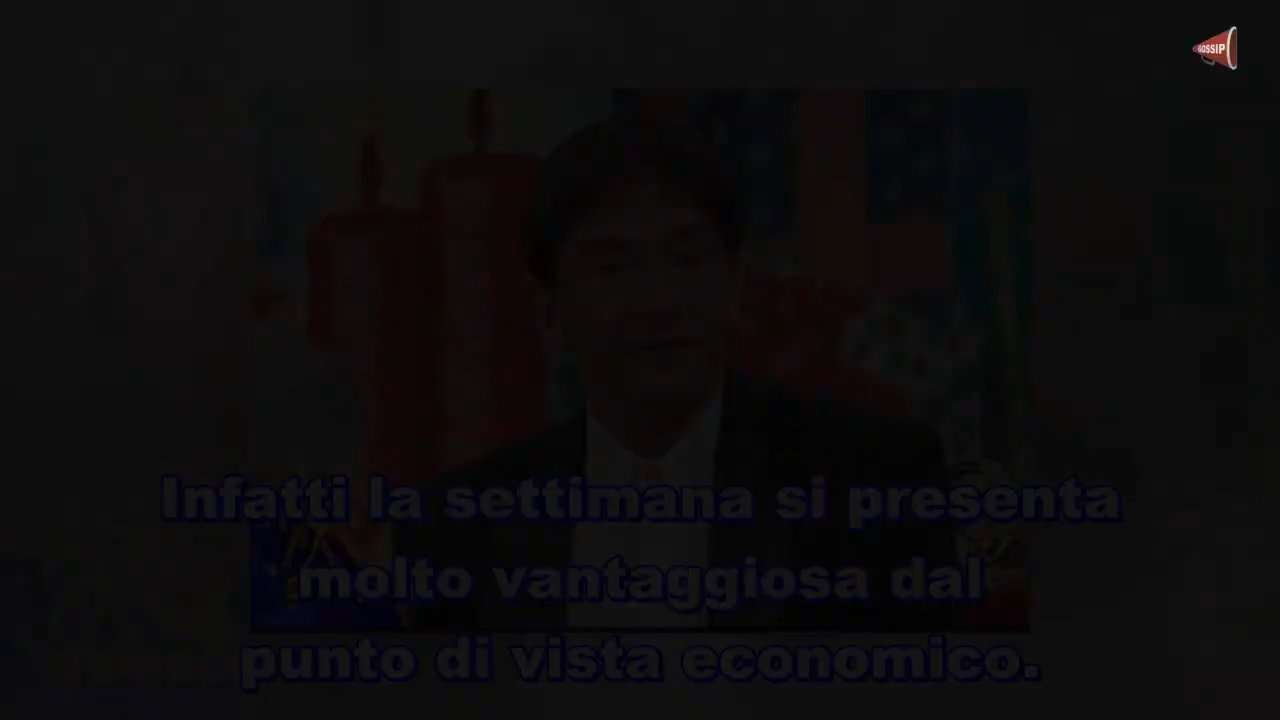 GOSSIP
Infatti la settimana si presenta
molto vantaggiosa dal
punto di vista economico.